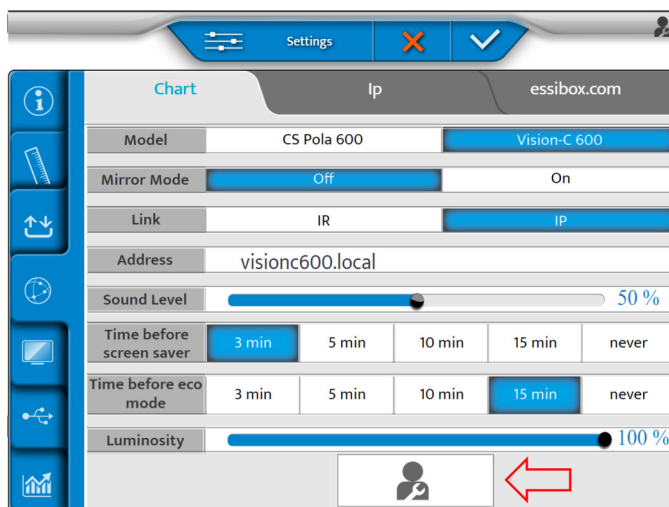 Settings
Chart Ip essibox.com
Model CS Pola 600 Vision-C 600
Mirror Mode Off On
Link IR IP
Address visionc600.local
Sound Level 50 %
Time before screen saver 3 min 5 min 10 min 15 min never
Time before eco mode 3 min 5 min 10 min 15 min never
Luminosity 100 %